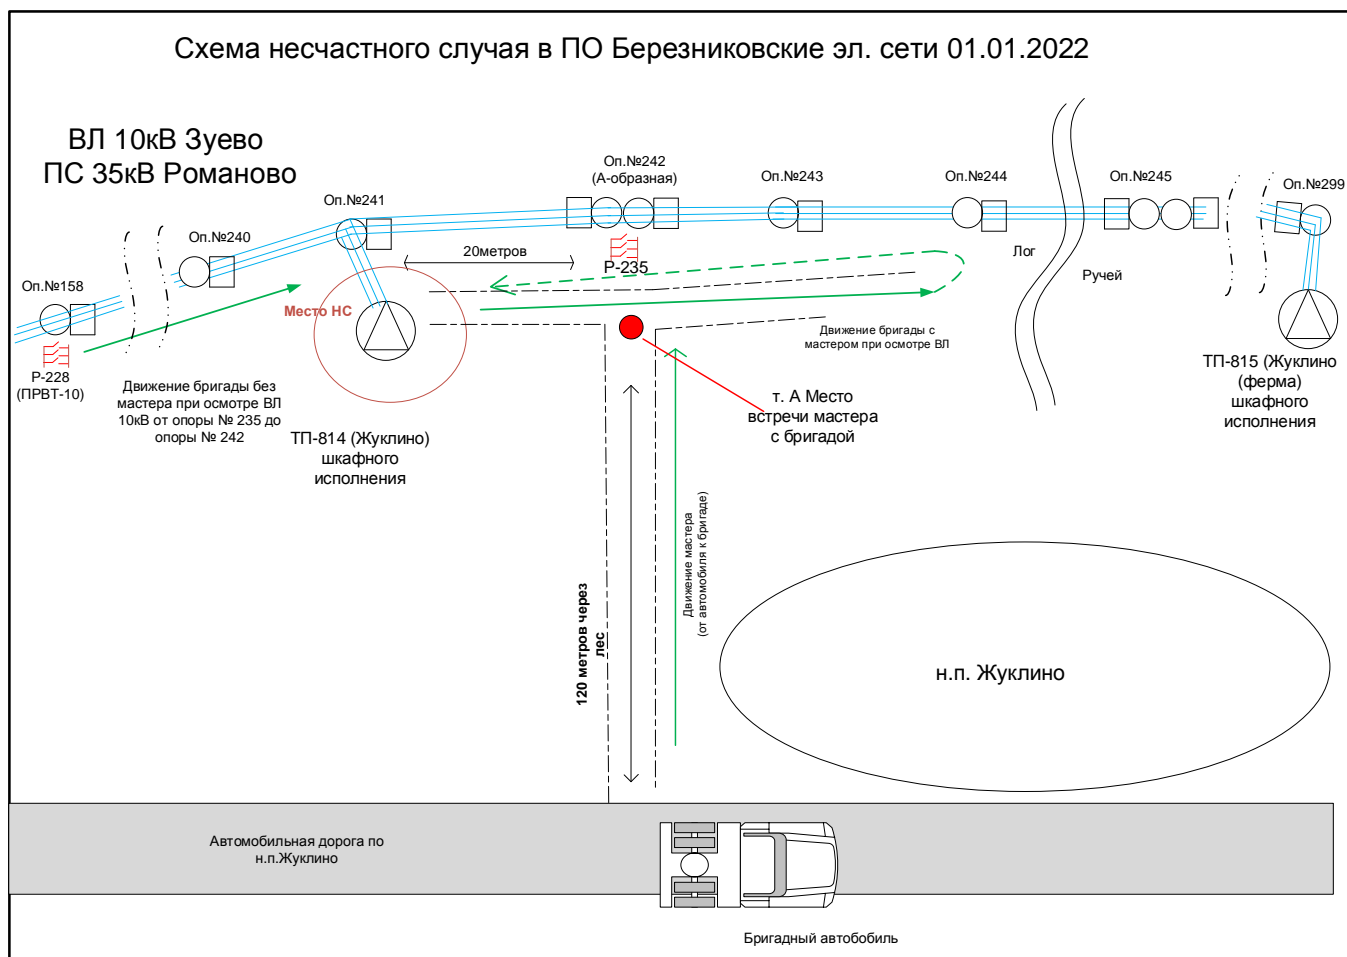 Схема несчастного случая в ПО Березниковские эл. сети 01.01.2022
ВЛ 10кВ Зуево
ПС 35кВ Романово
Оп.№158
Оп.№240
Оп.№241
Оп.№242
(А-образная)
Оп.№243
Оп.№244
Оп.№245
Оп.№299
20метров
Р-235
Лог
Ручей
Место НС
Р-228
(ПРВТ-10)
Движение бригады без
мастера при осмотре ВЛ
10кВ от опоры № 235 до
опоры № 242
ТП-814 (Жуклино)
шкафного
исполнения
Движение бригады с
мастером при осмотре ВЛ
т. А Место
встречи мастера
с бригадой
ТП-815 (Жуклино
(ферма)
шкафного
исполнения
120 метров через
лес
Движение мастера
(от автомобиля к бригаде)
н.п. Жуклино
Автомобильная дорога по
н.п.Жуклино
Бригадный автобобиль